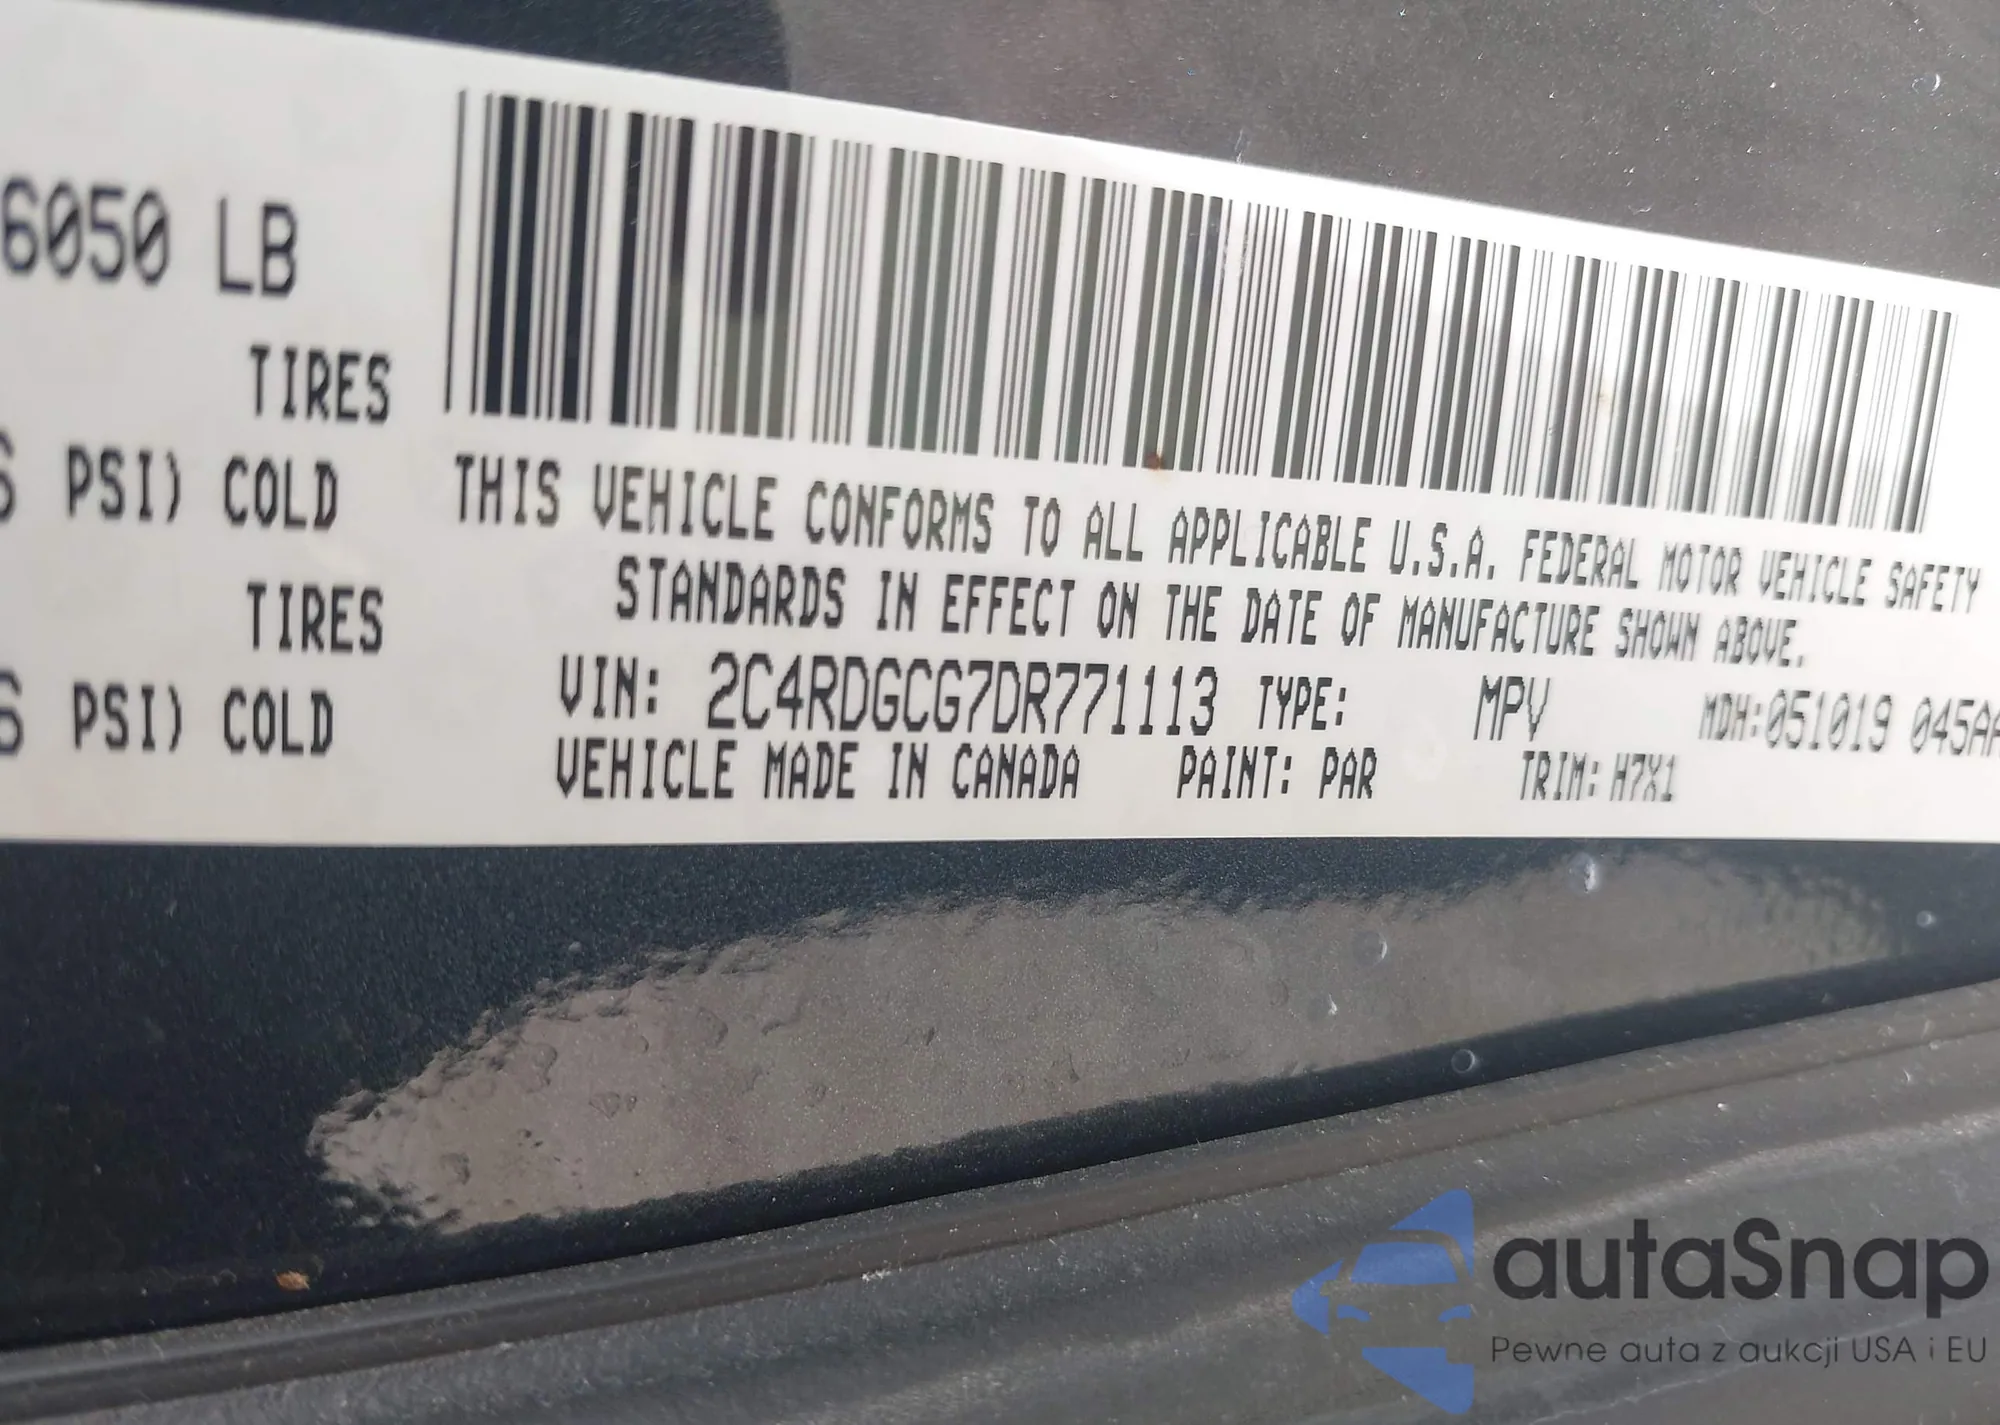 6050 LB
TIRES
PSI) COLD
TIRES
PSI) COLD
THIS VEHICLE CONFORMS TO ALL APPLICABLE U.S.A. FEDERAL MOTOR VEHICLE SAFETY
STANDARDS IN EFFECT ON THE DATE OF MANUFACTURE SHOWN ABOVE.
VIN: 2C4RDGCG7DR771113 TYPE: MPV MDH:051019 045AA
VEHICLE MADE IN CANADA PAINT: PAR TRIM: H7X1
autaSnap
Pewne auta z aukcji USA i EU